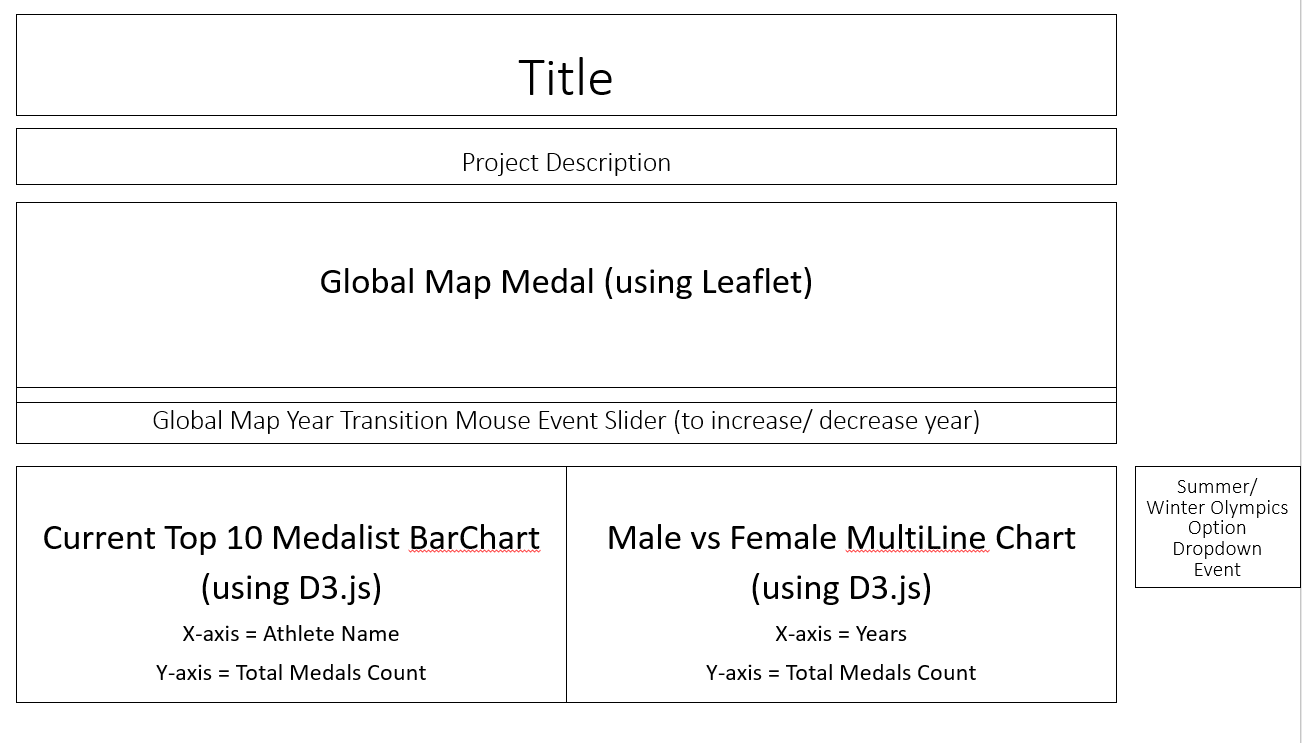 Title
Project Description
Global Map Medal (using Leaflet)
Global Map Year Transition Mouse Event Slider (to increase/ decrease year)
Current Top 10 Medalist BarChart
(using D3.js)
X-axis = Athlete Name
Y-axis = Total Medals Count
Male vs Female MultiLine Chart
(using D3.js)
X-axis = Years
Y-axis = Total Medals Count
Summer/
Winter Olympics
Option
Dropdown
Event